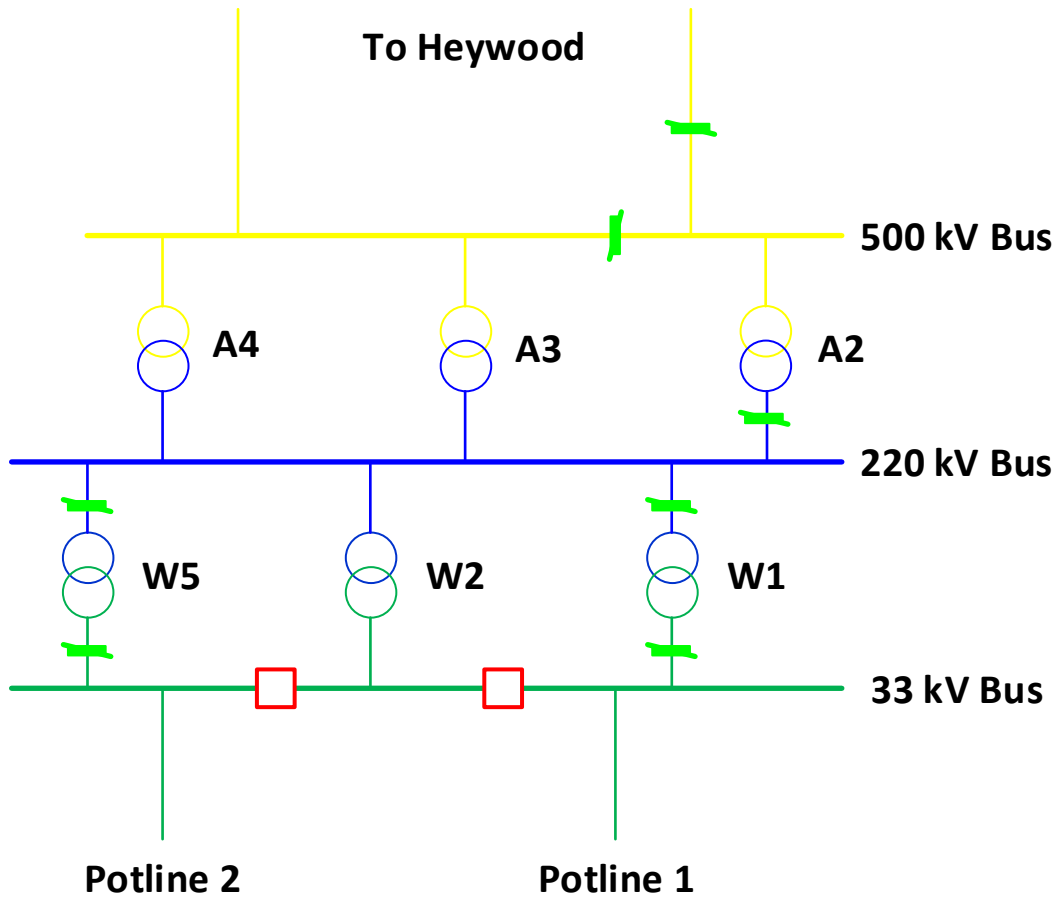 To Heywood
500 kV Bus
A4
A3
A2
220 kV Bus
W5
W2
W1
33 kV Bus
Potline 2
Potline 1